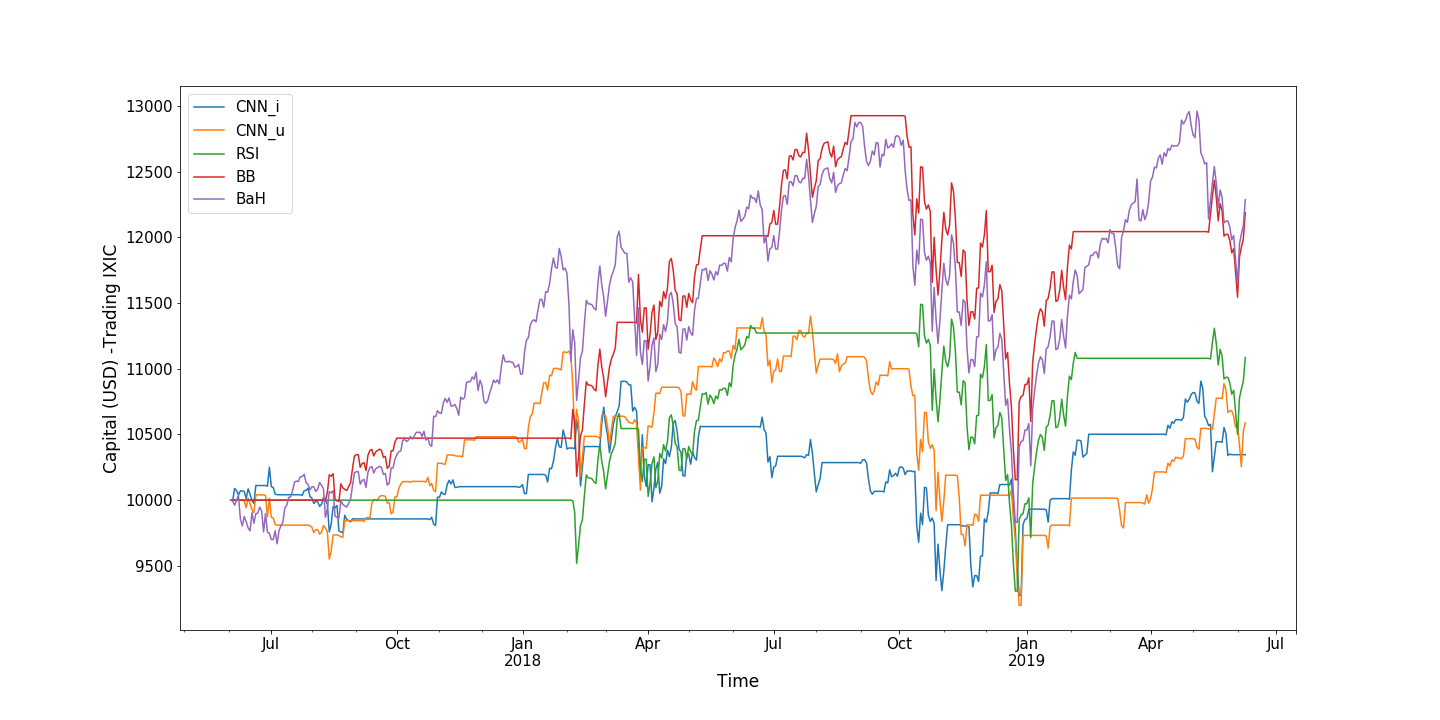 CNN_i
CNN_u
RSI
BB
BaH
13000
12500
12000
11500
11000
10500
10000
9500
Capital (USD) -Trading IXIC
Jul Oct Jan Apr Jul Oct Jan Apr Jul
2018 2019
Time